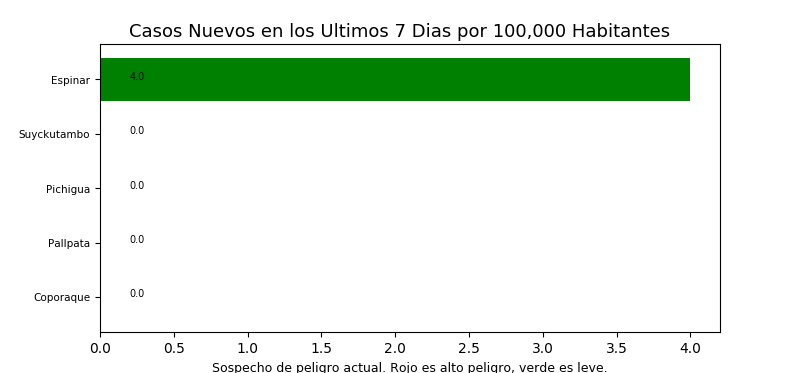 Casos Nuevos en los Ultimos 7 Dias por 100,000 Habitantes
Espinar 4.0
Suyckutambo 0.0
Pichigua 0.0
Pallpata 0.0
Coporaque 0.0
0.0 0.5 1.0 1.5 2.0 2.5 3.0 3.5 4.0
Sospecho de peligro actual. Rojo es alto peligro, verde es leve.